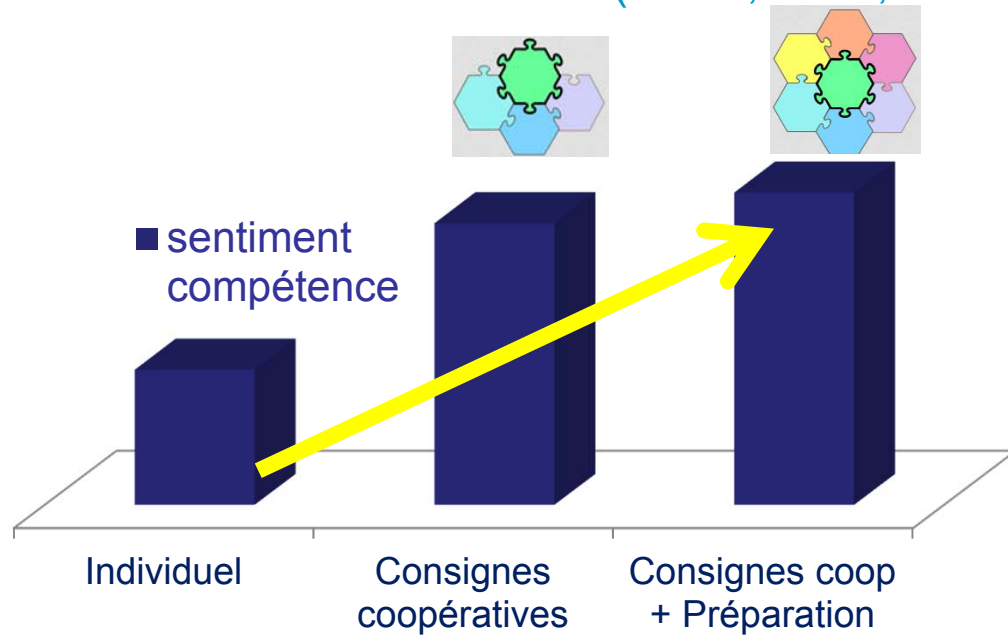 sentiment
compétence
Individuel
Consignes
coopératives
Consignes coop
+ Préparation